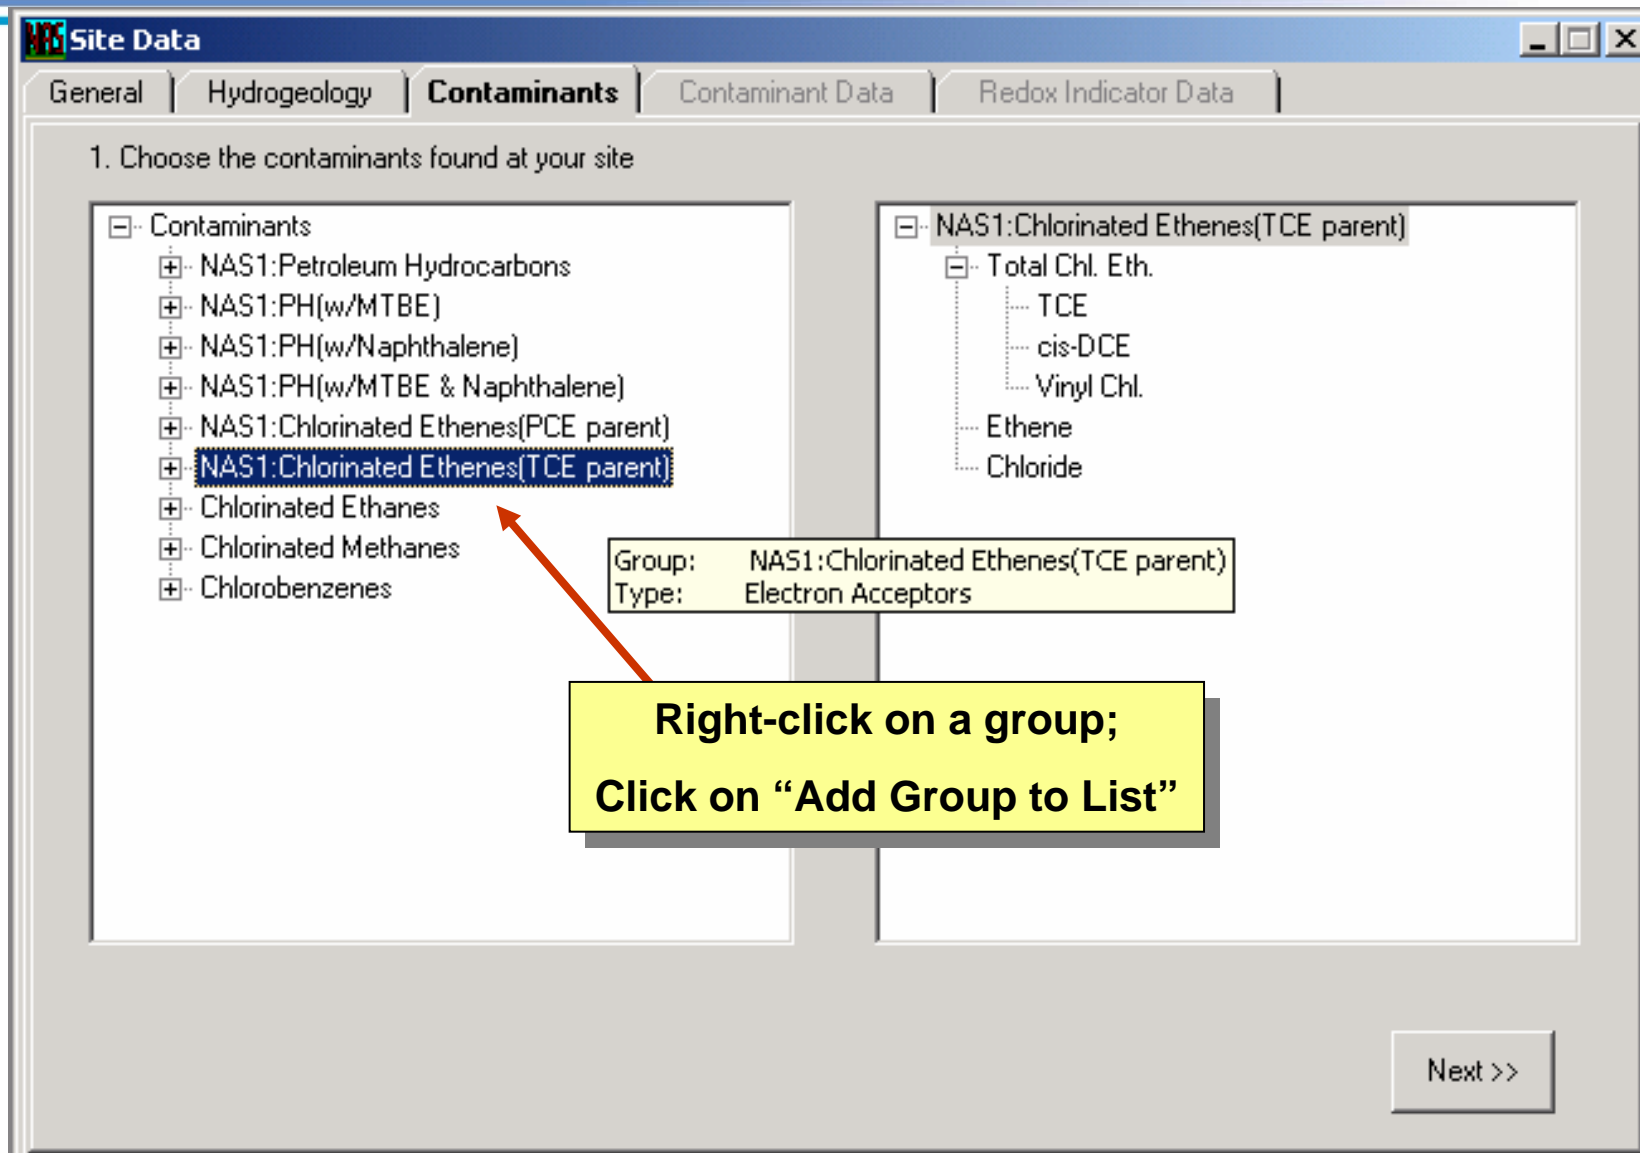 NAS Site Data
General Hydrogeology Contaminants Contaminant Data Redox Indicator Data
1. Choose the contaminants found at your site
Contaminants
NAS1:Petroleum Hydrocarbons
NAS1:PH(w/MTBE)
NAS1:PH(w/Naphthalene)
NAS1:PH(w/MTBE & Naphthalene)
NAS1:Chlorinated Ethenes(PCE parent)
NAS1:Chlorinated Ethenes(TCE parent)
Chlorinated Ethanes
Chlorinated Methanes
Chlorobenzenes
NAS1:Chlorinated Ethenes(TCE parent)
Total Chl. Eth.
TCE
cis-DCE
Vinyl Chl.
Ethene
Chloride
Group: NAS1:Chlorinated Ethenes(TCE parent)
Type: Electron Acceptors
Right-click on a group;
Click on “Add Group to List”
Next >>